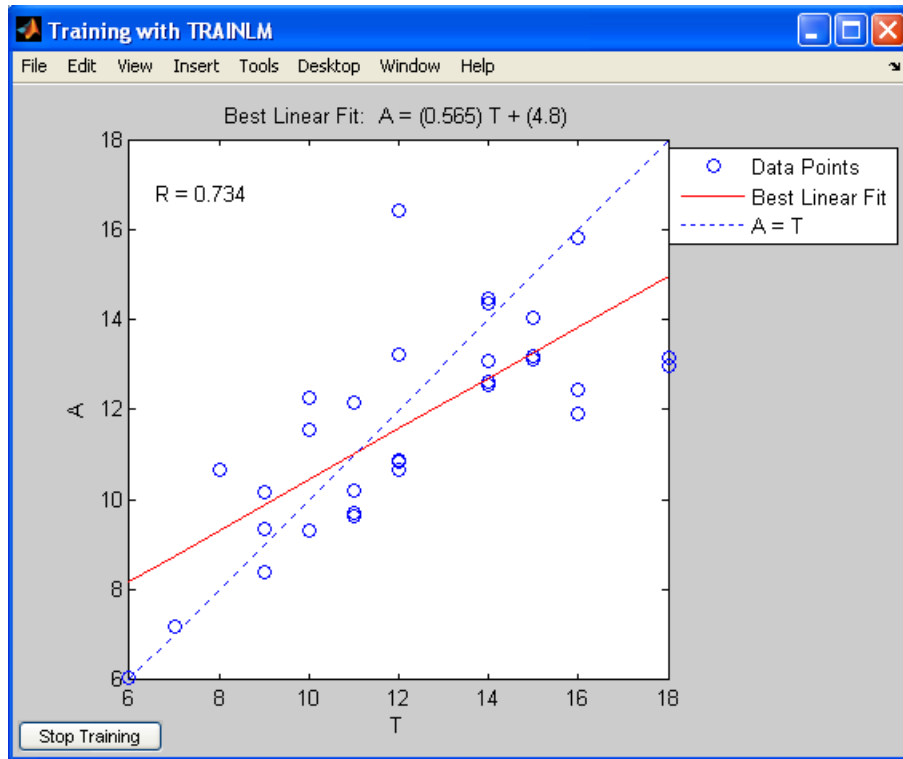 Training with TRAINLM
File Edit View Insert Tools Desktop Window Help
Best Linear Fit: A = (0.565) T + (4.8)
18
16
14
12
10
8
6
A
R = 0.734
Data Points
Best Linear Fit
A = T
6 8 10 12 14 16 18
T
Stop Training